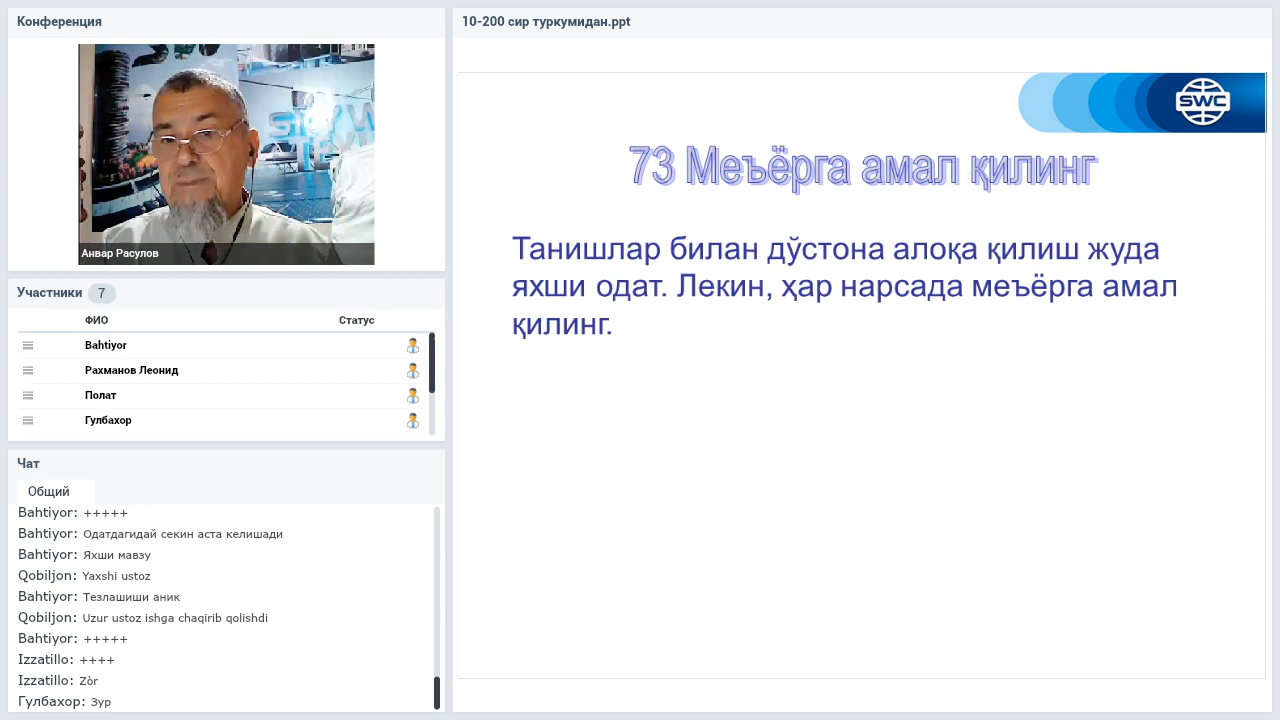 Конференция
Анвар Расулов
Участники 7
ФИО Статус
Bahtiyor
Рахманов Леонид
Полат
Гулбахор
Чат
Общий
Bahtiyor: +++++
Bahtiyor: Одатдагидай секин аста келишади
Bahtiyor: Яхши мавзу
Qobiljon: Yaxshi ustoz
Bahtiyor: Тезлашиши аник
Qobiljon: Uzur ustoz ishga chaqirib qolishdi
Bahtiyor: +++++
Izzatillo: ++++
Izzatillo: Zòr
Гулбахор: Зур
10-200 сир туркумидан.ppt
SWC
73 Меъёрга амал қилинг
Танишлар билан дўстона алоқа қилиш жуда
яхши одат. Лекин, ҳар нарсада меъёрга амал
қилинг.